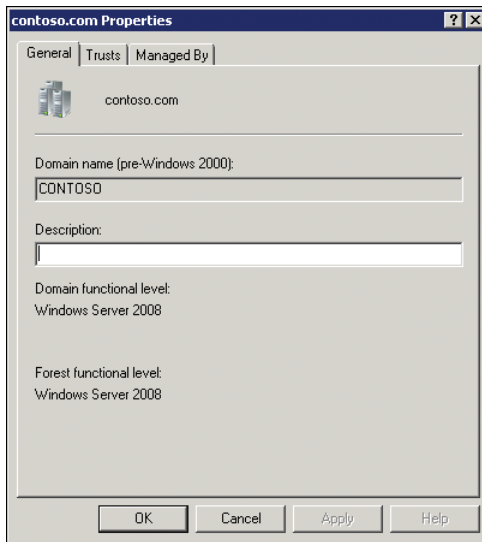 contoso.com Properties
General
Trusts
Managed By
contoso.com
Domain name (pre-Windows 2000):
CONTOSO
Description:
Domain functional level:
Windows Server 2008
Forest functional level:
Windows Server 2008
OK
Cancel
Apply
Help